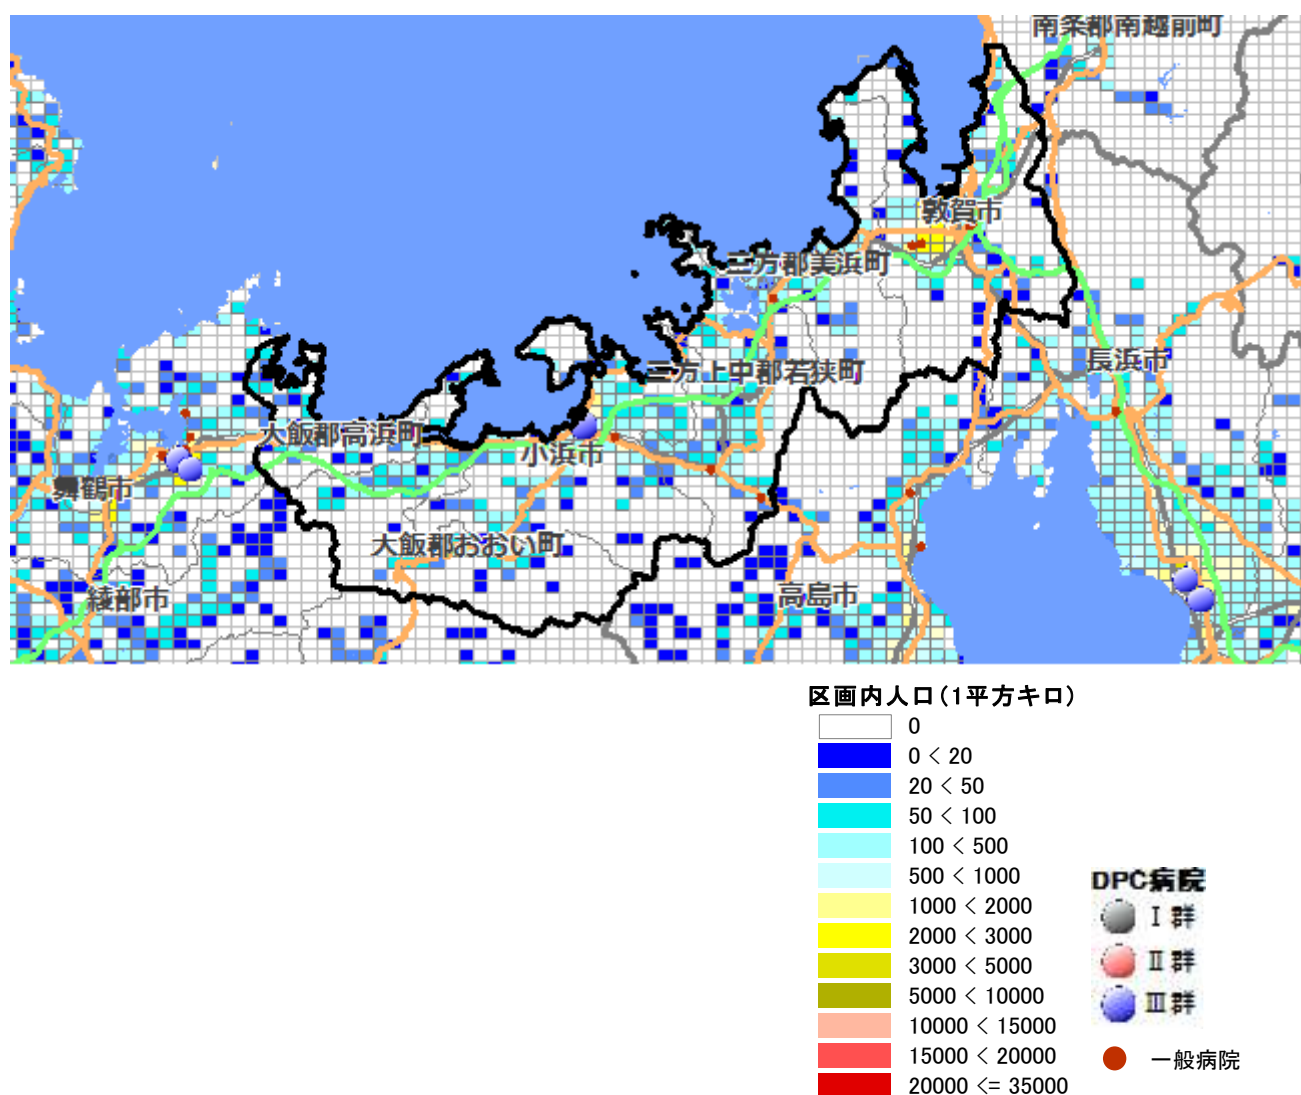 南条郡南越前町
敦賀市
三方郡美浜町
長浜市
三方上中郡若狭町
大飯郡高浜町
小浜市
舞鶴市
大飯郡おおい町
綾部市
高島市
区画内人口(1平方キロ)
0
0 < 20
20 < 50
50 < 100
100 < 500
500 < 1000
1000 < 2000
2000 < 3000
3000 < 5000
5000 < 10000
10000 < 15000
15000 < 20000
20000 <= 35000
DPC病院
Ⅰ群
Ⅱ群
Ⅲ群
一般病院